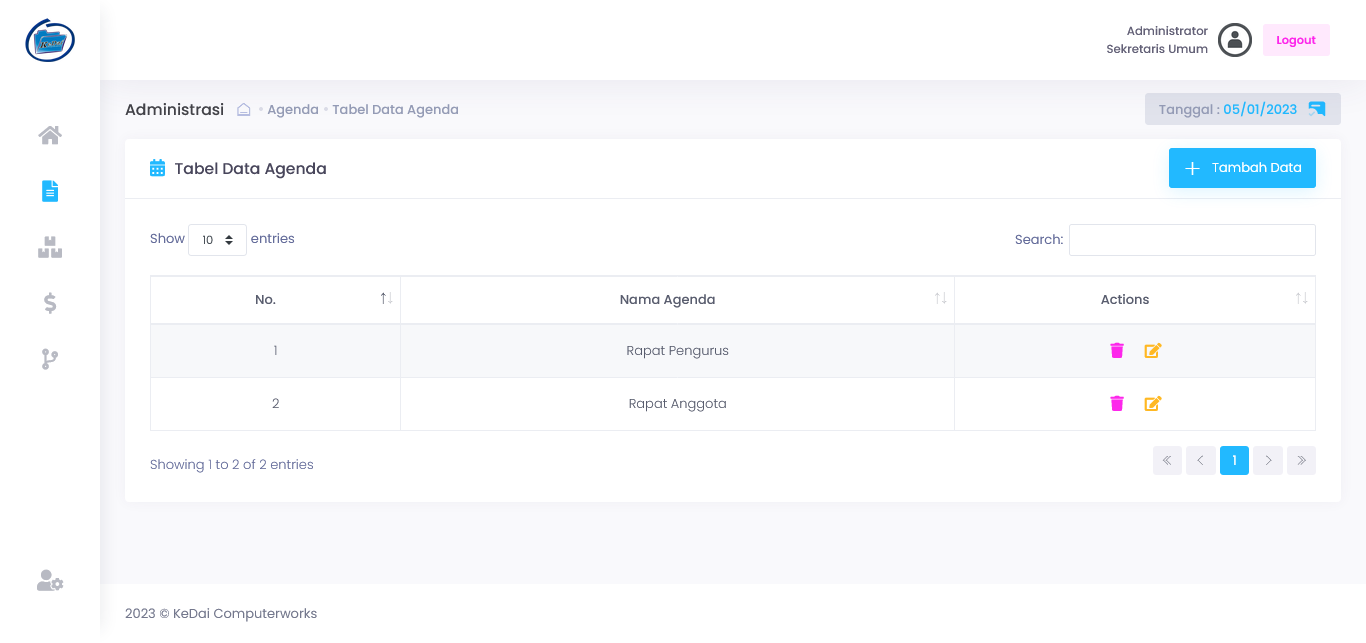 KeDai
Administrator
Sekretaris Umum
Logout
Administrasi • Agenda • Tabel Data Agenda
Tanggal : 05/01/2023
Tabel Data Agenda
Tambah Data
Show 10 entries
Search:
No. Nama Agenda Actions
1 Rapat Pengurus
2 Rapat Anggota
Showing 1 to 2 of 2 entries
1
2023 © KeDai Computerworks